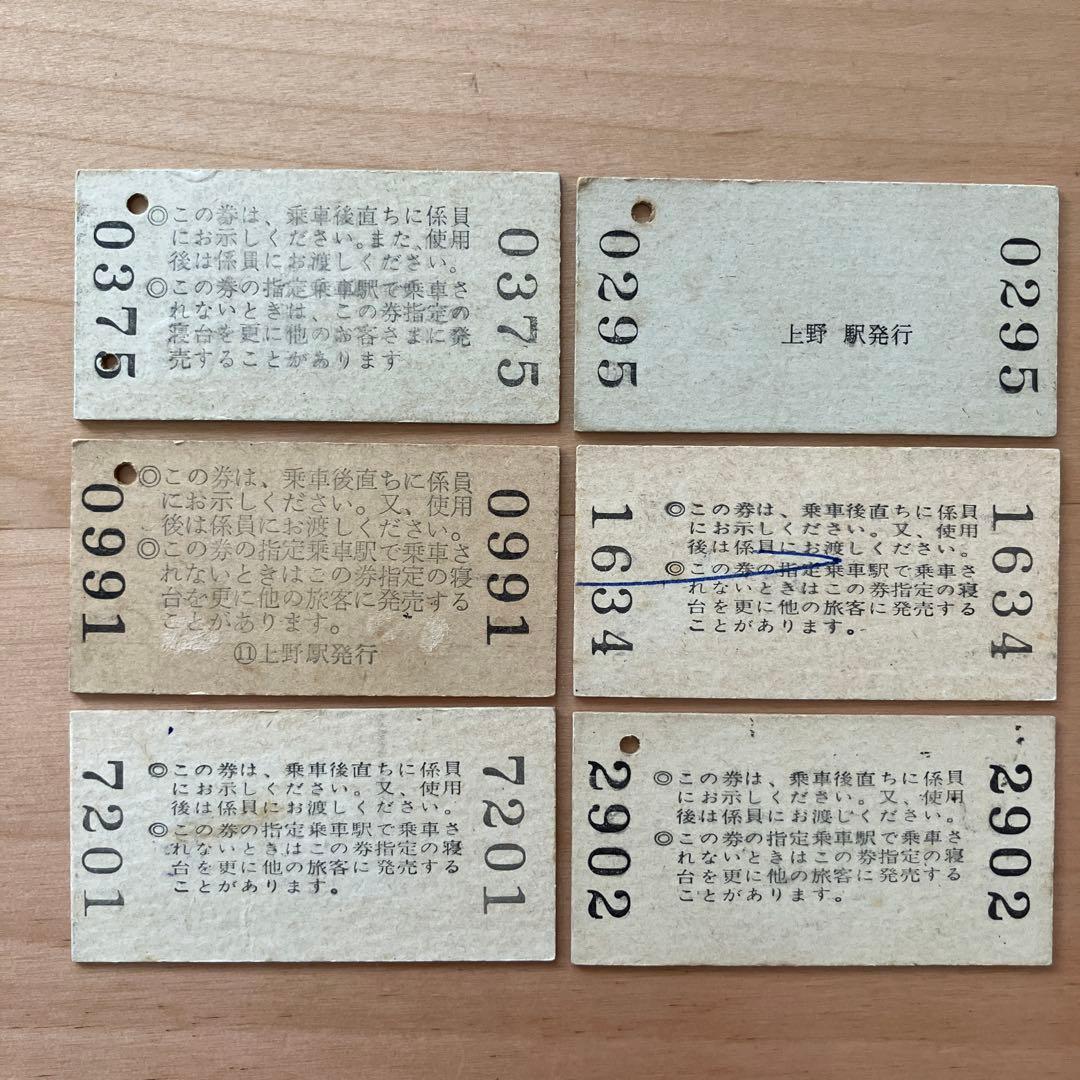 0375
◎この券は、乗車後直ちに係員
にお示しください。また、使用
後は係員にお渡しください。
◎この券の指定乗車駅で乗車さ
れないときは、この券指定の
寝台を更に他のお客さまに発
売することがあります
0375
0295
上野 駅発行
0295
0991
◎この券は、乗車後直ちに係員
にお示しください。又、使用
後は係員にお渡しください。
◎この券の指定乗車駅で乗車さ
れないときはこの券指定の寝
台を更に他の旅客に発売する
ことがあります。
⑪上野駅発行
0991
1634
◎この券は、乗車後直ちに係員
にお示しください。又、使用
後は係員にお渡しください。
◎この券の指定乗車駅で乗車さ
れないときはこの券指定の寝
台を更に他の旅客に発売する
ことがあります。
1634
7201
◎この券は、乗車後直ちに係員
にお示しください。又、使用
後は係員にお渡しください。
◎この券の指定乗車駅で乗車さ
れないときはこの券指定の寝
台を更に他の旅客に発売する
ことがあります。
7201
2902
◎この券は、乗車後直ちに係員
にお示しください。又、使用
後は係員にお渡しください。
◎この券の指定乗車駅で乗車さ
れないときはこの券指定の寝
台を更に他の旅客に発売する
ことがあります。
2902